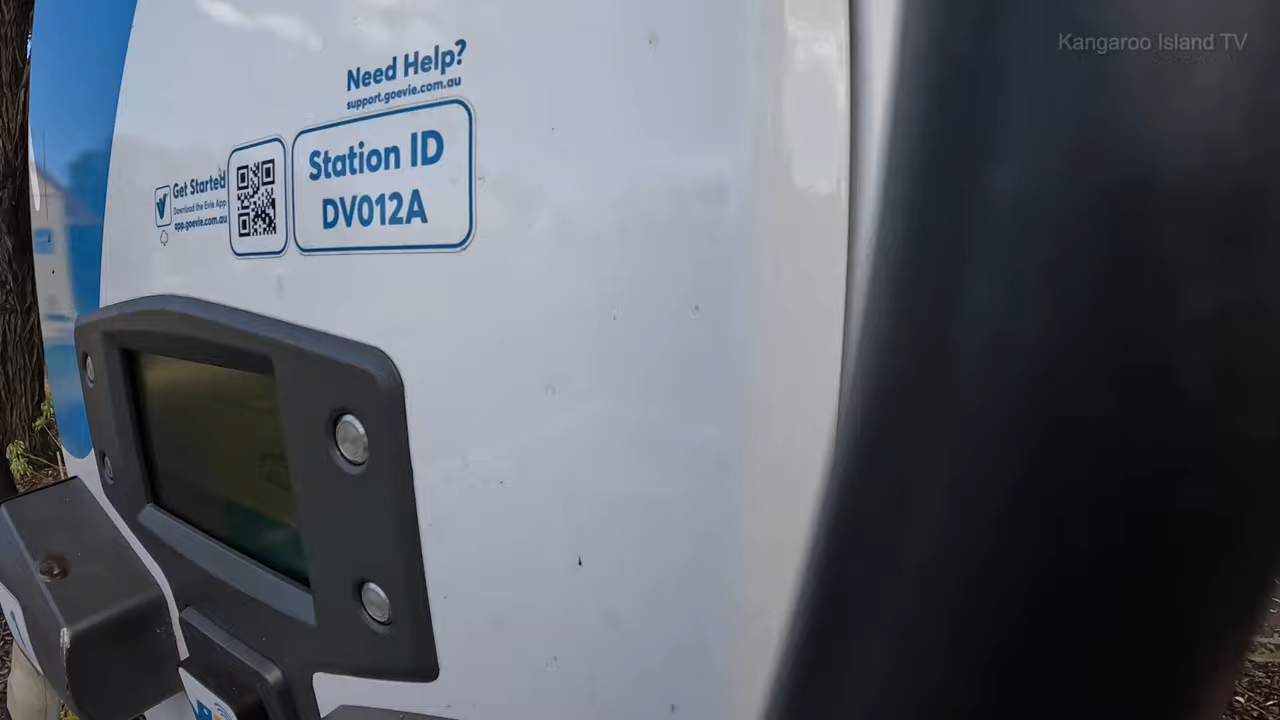 Kangaroo Island TV
Need Help?
support.goevie.com.au
Station ID
DV012A
Get Started
Download the Evie App
app.goevie.com.au